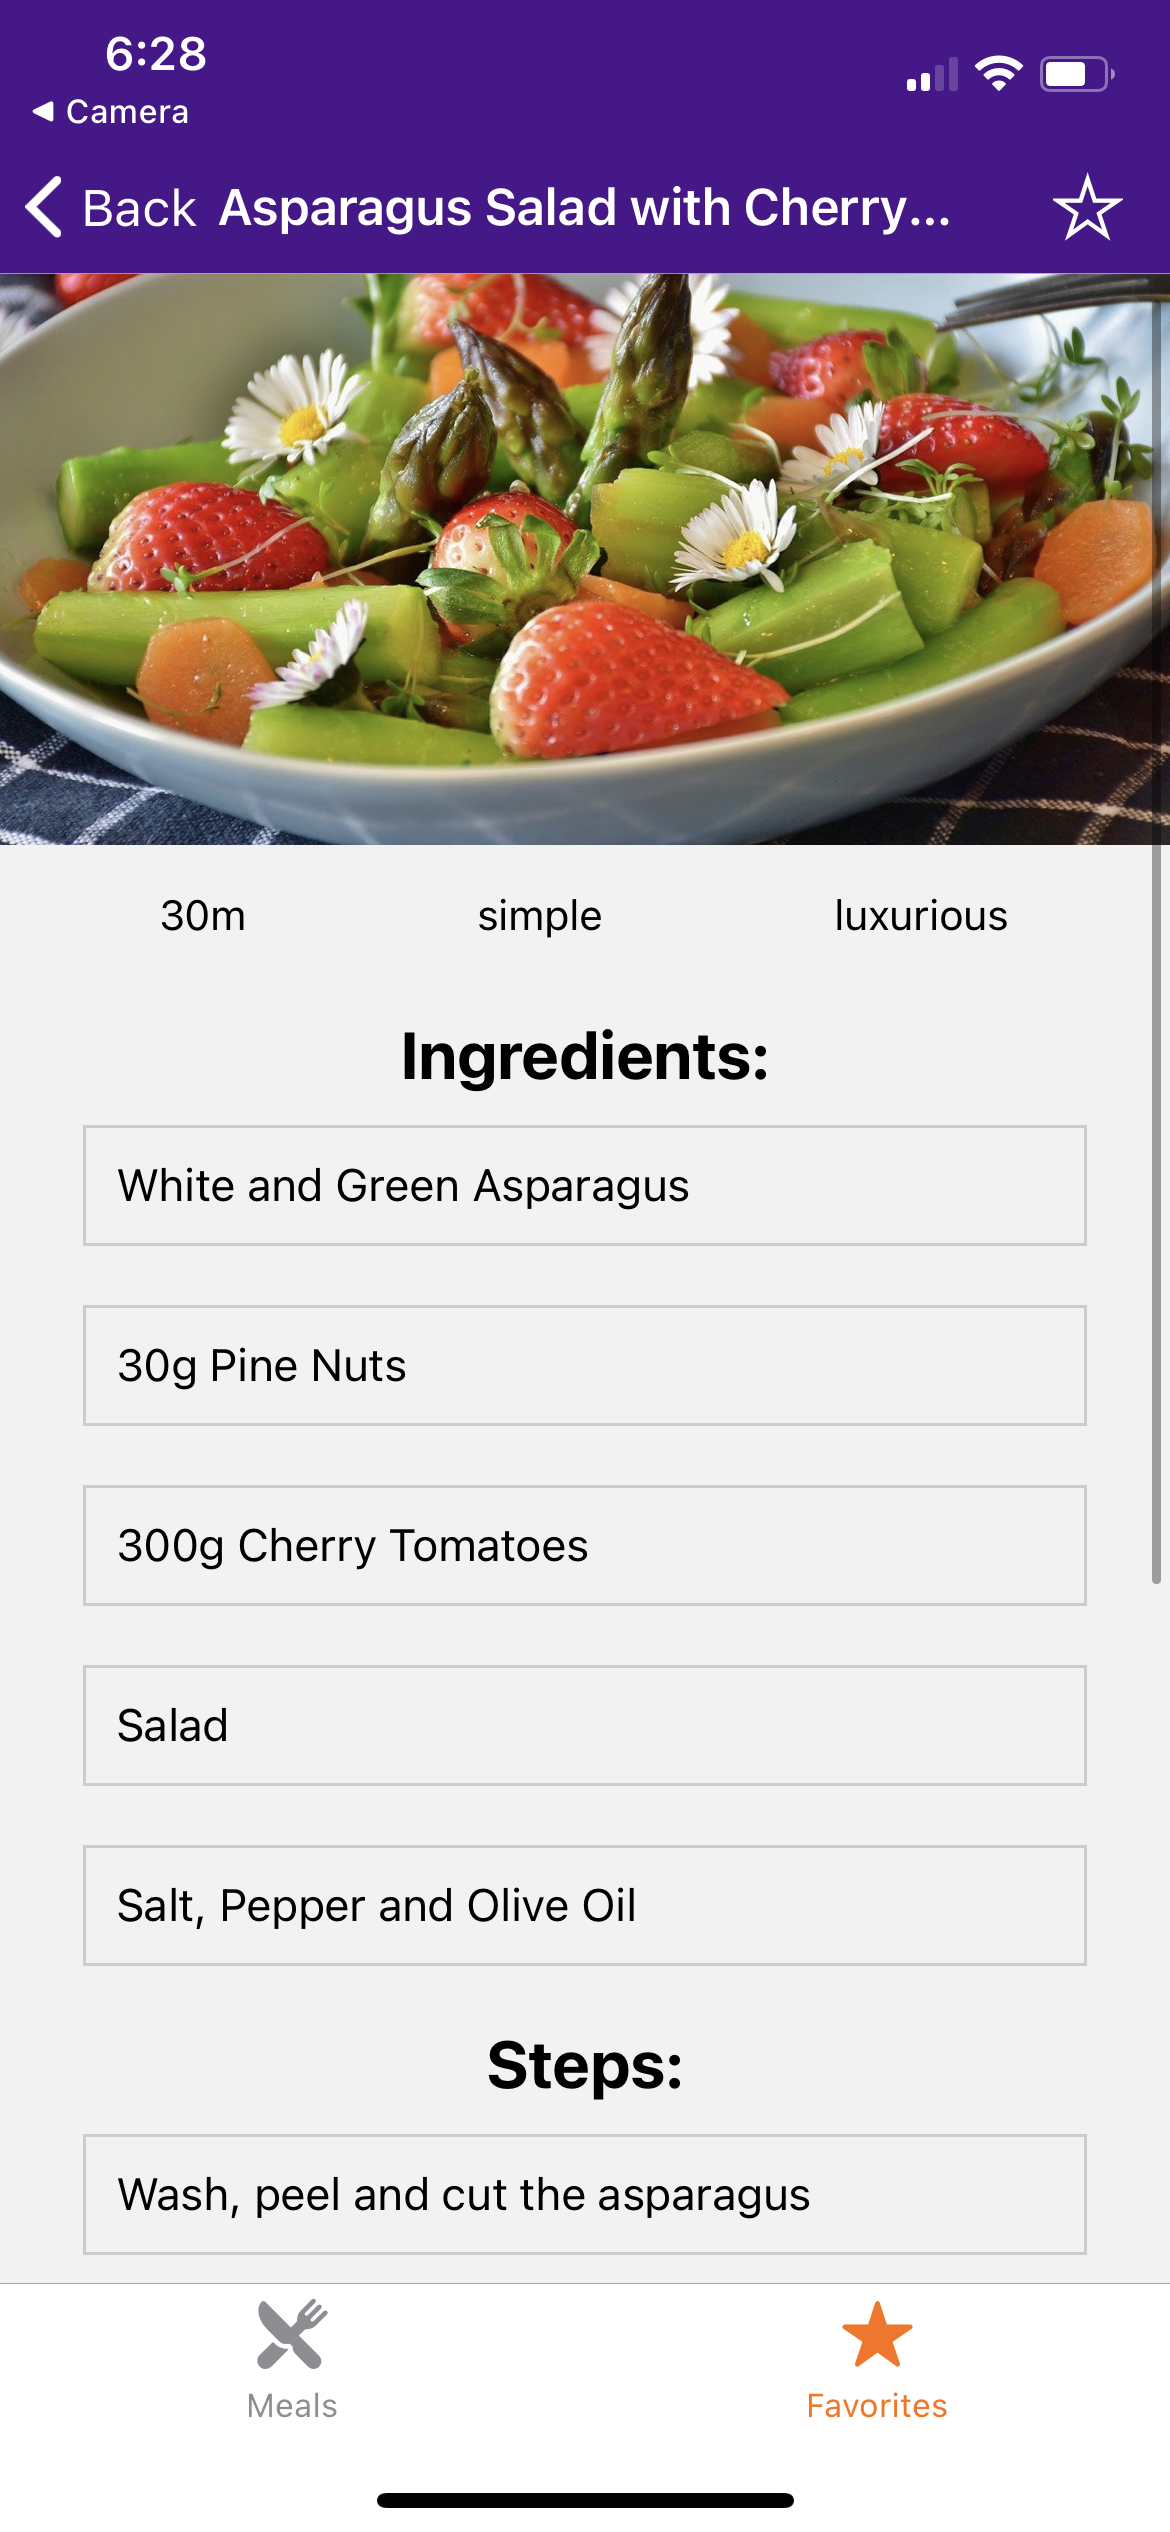 6:28
◀ Camera
Back Asparagus Salad with Cherry...
30m simple luxurious
Ingredients:
White and Green Asparagus
30g Pine Nuts
300g Cherry Tomatoes
Salad
Salt, Pepper and Olive Oil
Steps:
Wash, peel and cut the asparagus
Meals Favorites